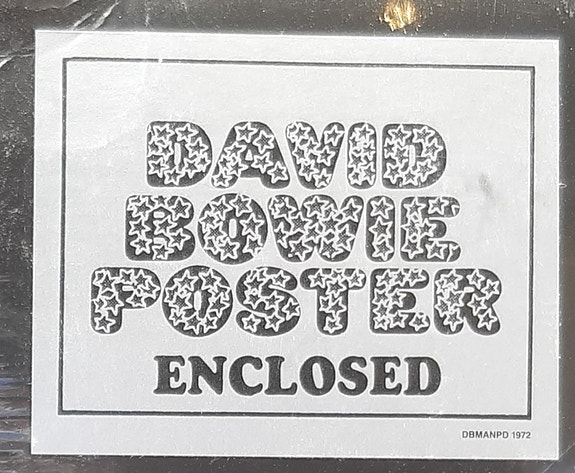 DAVID
BOWIE
POSTER
ENCLOSED
DBMANPD 1972